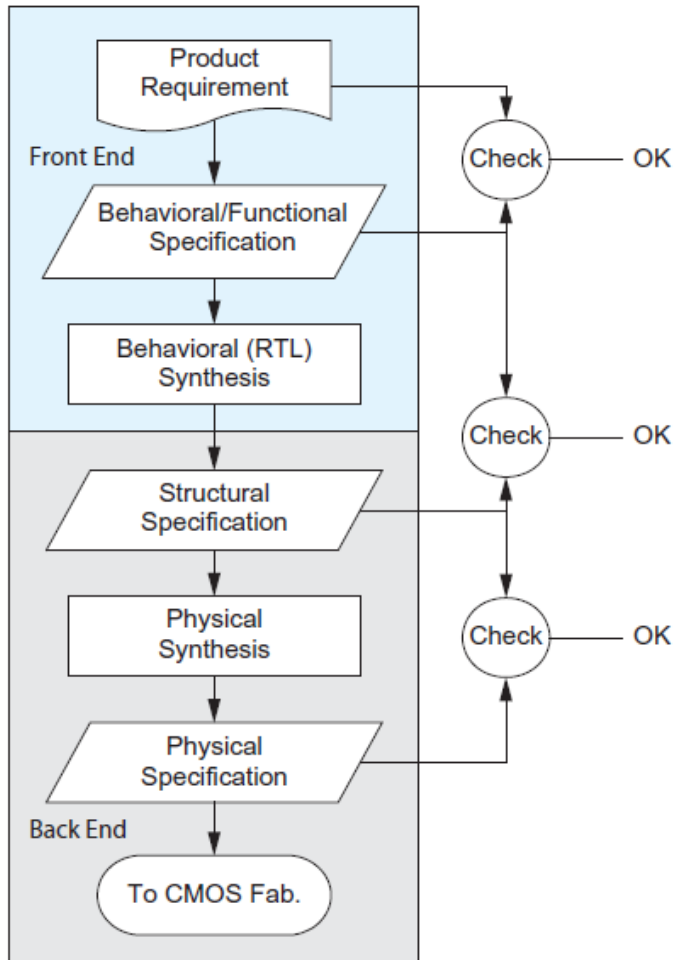 Product
Requirement
Front End
Check
OK
Behavioral/Functional
Specification
Behavioral (RTL)
Synthesis
Check
OK
Structural
Specification
Physical
Synthesis
Check
OK
Physical
Specification
Back End
To CMOS Fab.